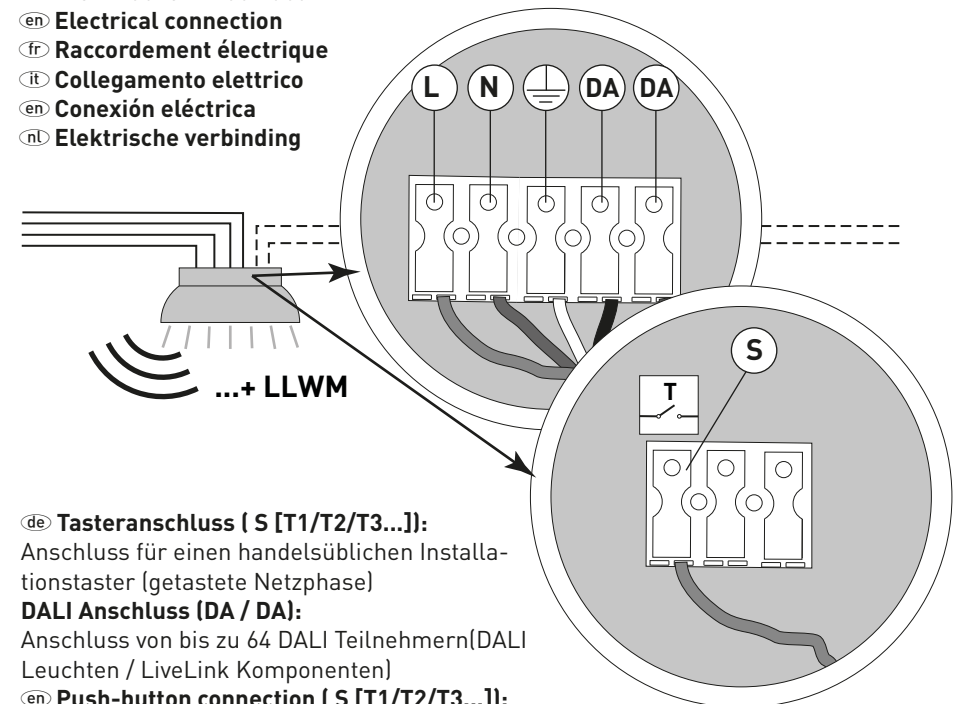 en Electrical connection
fr Raccordement électrique
it Collegamento elettrico
en Conexión eléctrica
nl Elektrische verbinding
L N DA DA
...+ LLWM
S
T
de Tasteranschluss ( S [T1/T2/T3...]):
Anschluss für einen handelsüblichen Installa-
tionstaster (getastete Netzphase)
DALI Anschluss (DA / DA):
Anschluss von bis zu 64 DALI Teilnehmern(DALI
Leuchten / LiveLink Komponenten)
en Push-button connection ( S [T1/T2/T3...]):